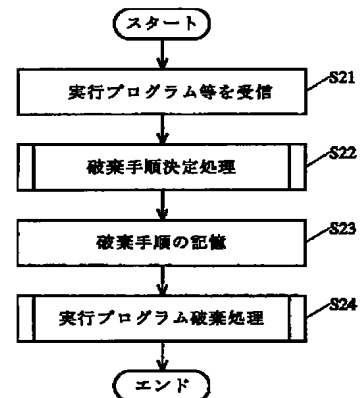 スタート
実行プログラム等を受信
S21
破棄手順決定処理
S22
破棄手順の記憶
S23
実行プログラム破棄処理
S24
エンド